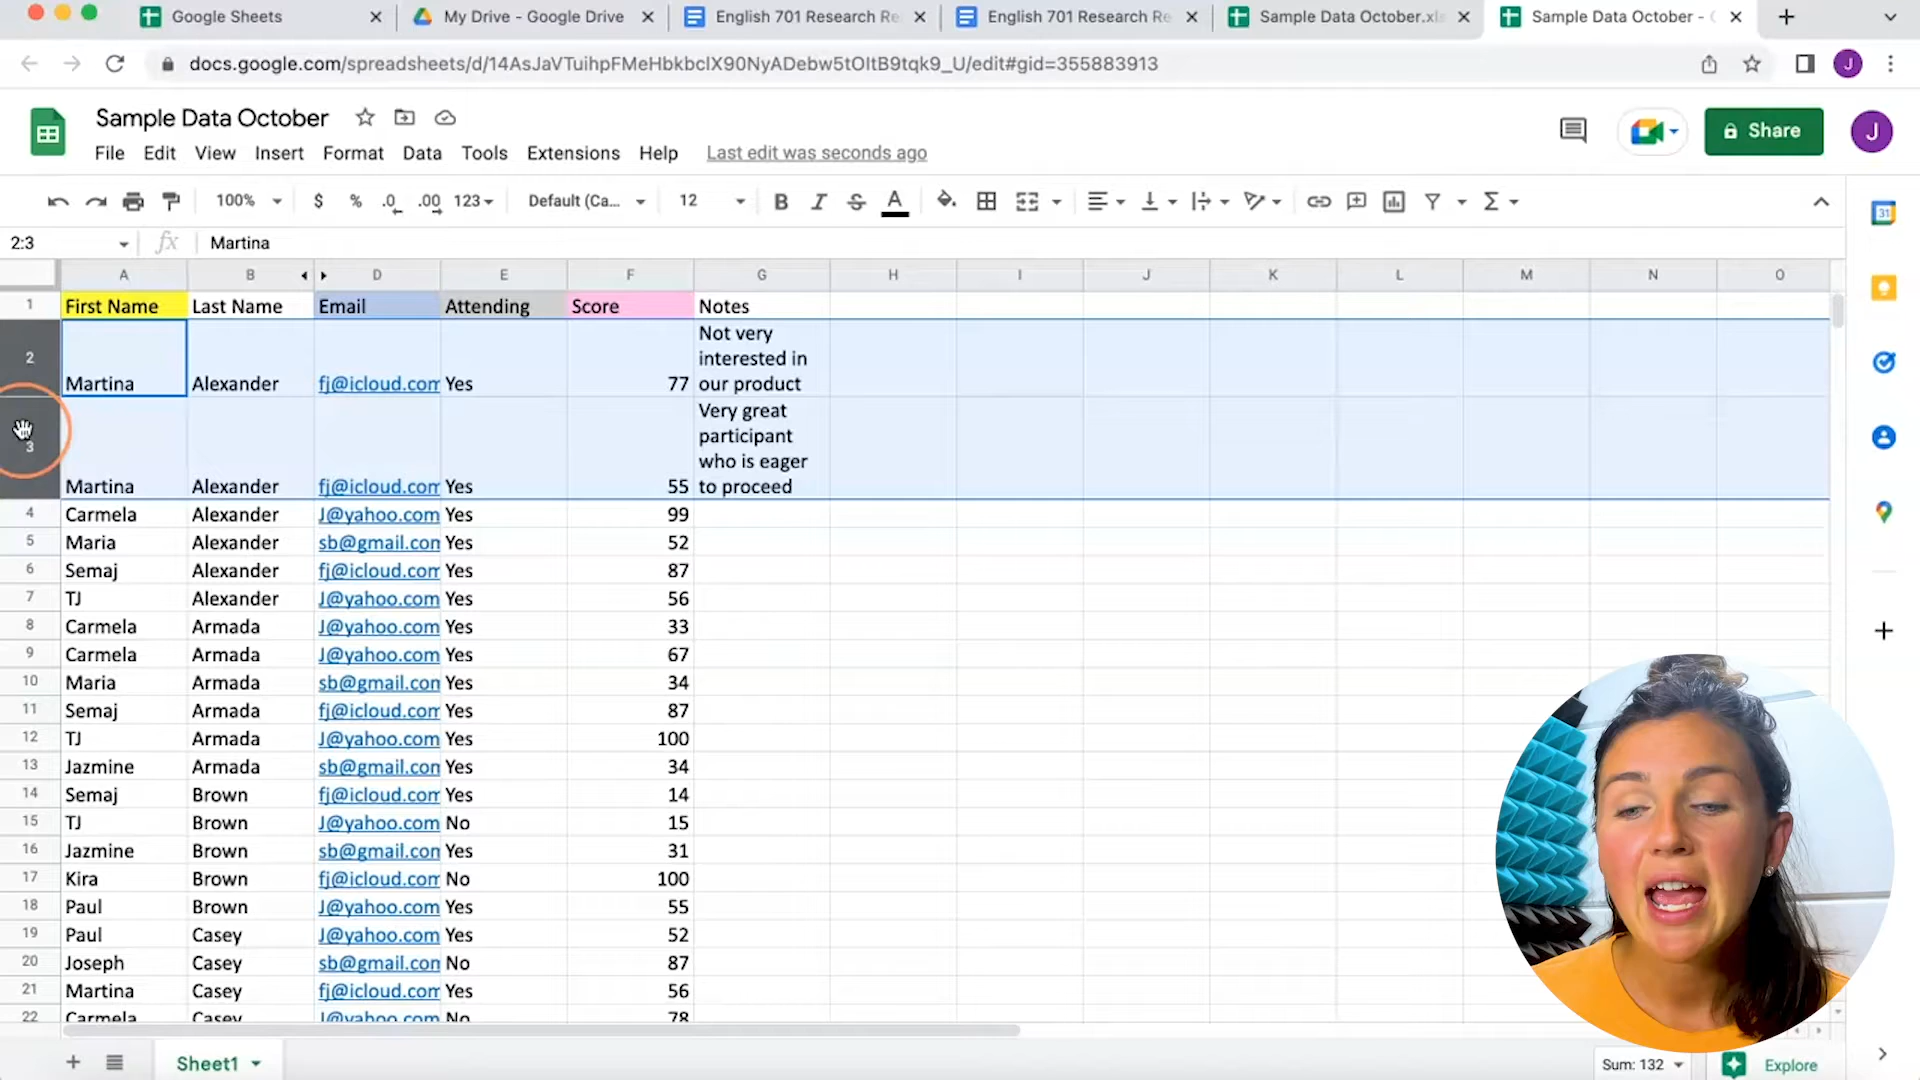 Google Sheets
My Drive - Google Drive
English 701 Research Re
English 701 Research Re
Sample Data October.xls
Sample Data October -
docs.google.com/spreadsheets/d/14AsJaVTuihpFMeHbkbclX90NyADebw5tOItB9tqk9_U/edit#gid=355883913
J
Sample Data October
Share
J
File Edit View Insert Format Data Tools Extensions Help Last edit was seconds ago
100% $ % .0 .00 123 Default (Ca... 12 B I S A
31
2:3 fx Martina
A B D E F G H I J K L M N O
1 First Name Last Name Email Attending Score Notes
Not very
2 interested in
Martina Alexander fj@icloud.com Yes 77 our product
Very great
participant
3 who is eager
Martina Alexander fj@icloud.com Yes 55 to proceed
4 Carmela Alexander J@yahoo.com Yes 99
5 Maria Alexander sb@gmail.com Yes 52
6 Semaj Alexander fj@icloud.com Yes 87
7 TJ Alexander J@yahoo.com Yes 56
8 Carmela Armada J@yahoo.com Yes 33
9 Carmela Armada J@yahoo.com Yes 67
10 Maria Armada sb@gmail.com Yes 34
11 Semaj Armada fj@icloud.com Yes 87
12 TJ Armada J@yahoo.com Yes 100
13 Jazmine Armada sb@gmail.com Yes 34
14 Semaj Brown fj@icloud.com Yes 14
15 TJ Brown J@yahoo.com No 15
16 Jazmine Brown sb@gmail.com Yes 31
17 Kira Brown fj@icloud.com No 100
18 Paul Brown J@yahoo.com Yes 55
19 Paul Casey J@yahoo.com Yes 52
20 Joseph Casey sb@gmail.com No 87
21 Martina Casey fj@icloud.com Yes 56
22 Carmela Casey J@yahoo.com No 78
Sheet1
Sum: 132
Explore